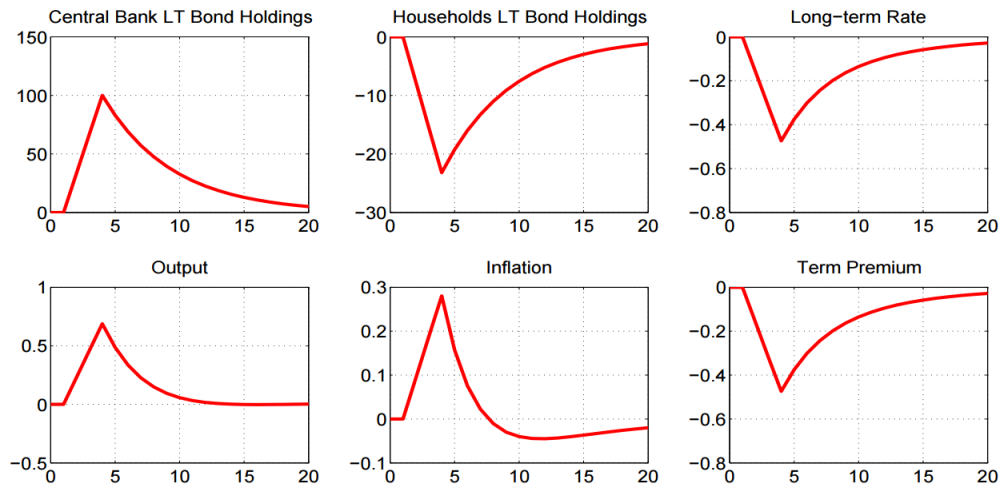 Central Bank LT Bond Holdings
150
100
50
0
0 5 10 15 20
Households LT Bond Holdings
0
−10
−20
−30
0 5 10 15 20
Long−term Rate
0
−0.2
−0.4
−0.6
−0.8
0 5 10 15 20
Output
1
0.5
0
−0.5
0 5 10 15 20
Inflation
0.3
0.2
0.1
0
−0.1
0 5 10 15 20
Term Premium
0
−0.2
−0.4
−0.6
−0.8
0 5 10 15 20